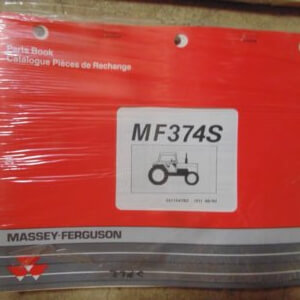 Parts Book
Catalogue Pièces de Rechange
MF374S
MASSEY-FERGUSON